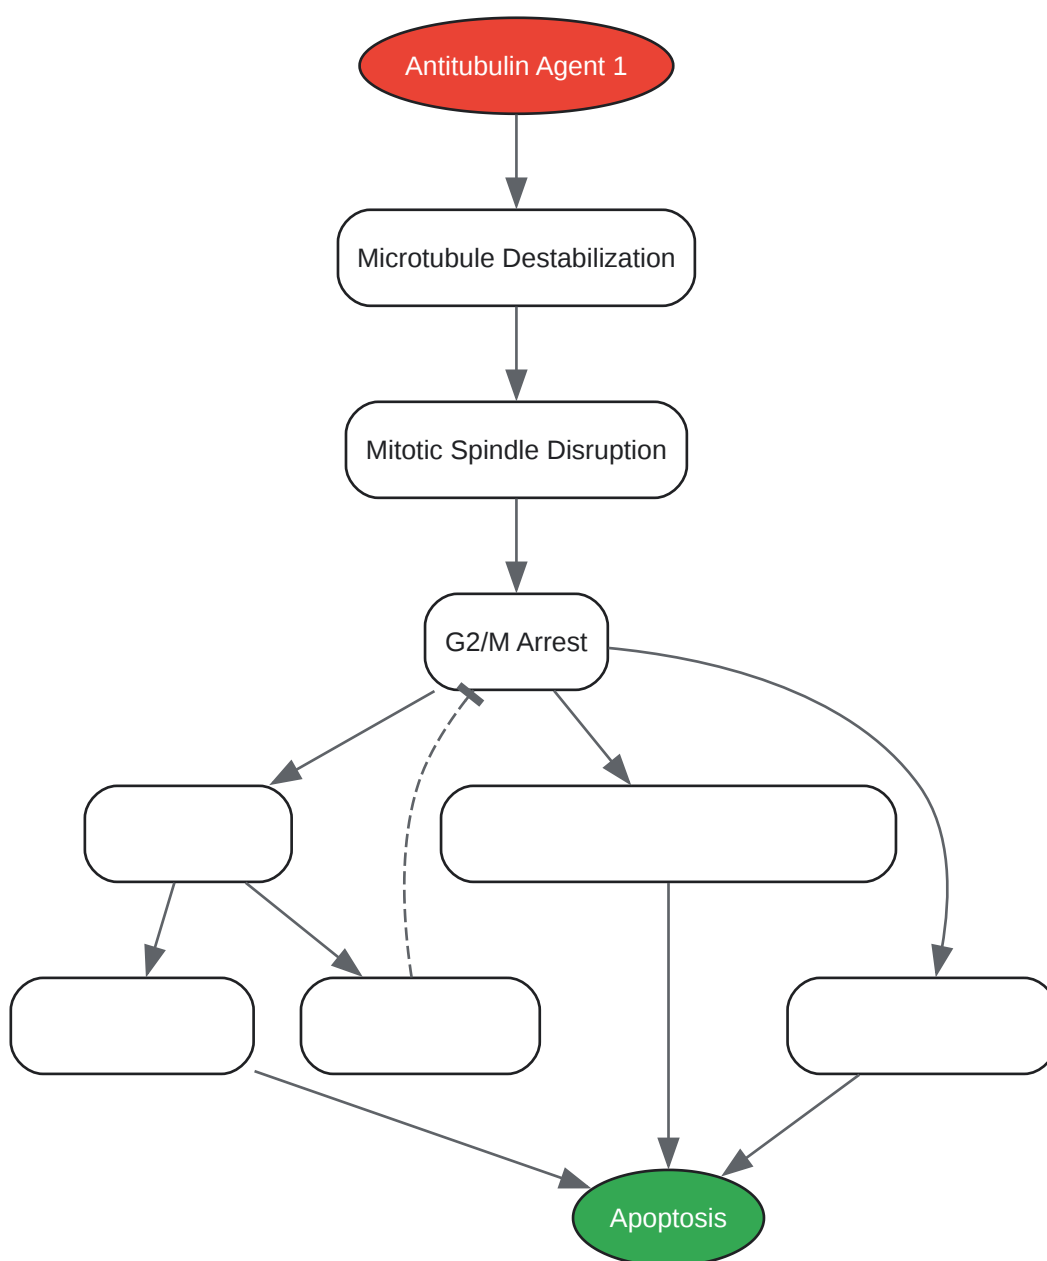 Antitubulin Agent 1
Microtubule Destabilization
Mitotic Spindle Disruption
G2/M Arrest
Apoptosis